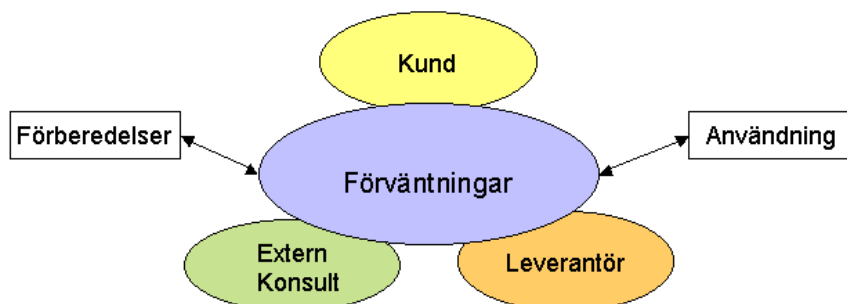 Kund
Förberedelser
Användning
Förväntningar
Extern
Konsult
Leverantör